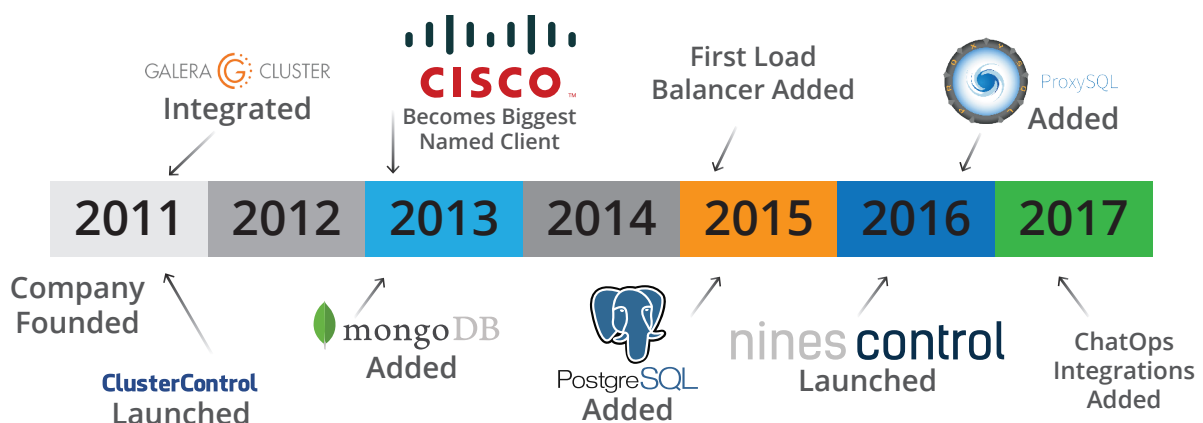 GALERA CLUSTER
Integrated
CISCO™
Becomes Biggest
Named Client
First Load
Balancer Added
ProxySQL
Added
2011
2012
2013
2014
2015
2016
2017
Company
Founded
ClusterControl
Launched
mongoDB
Added
PostgreSQL
Added
nines control
Launched
ChatOps
Integrations
Added